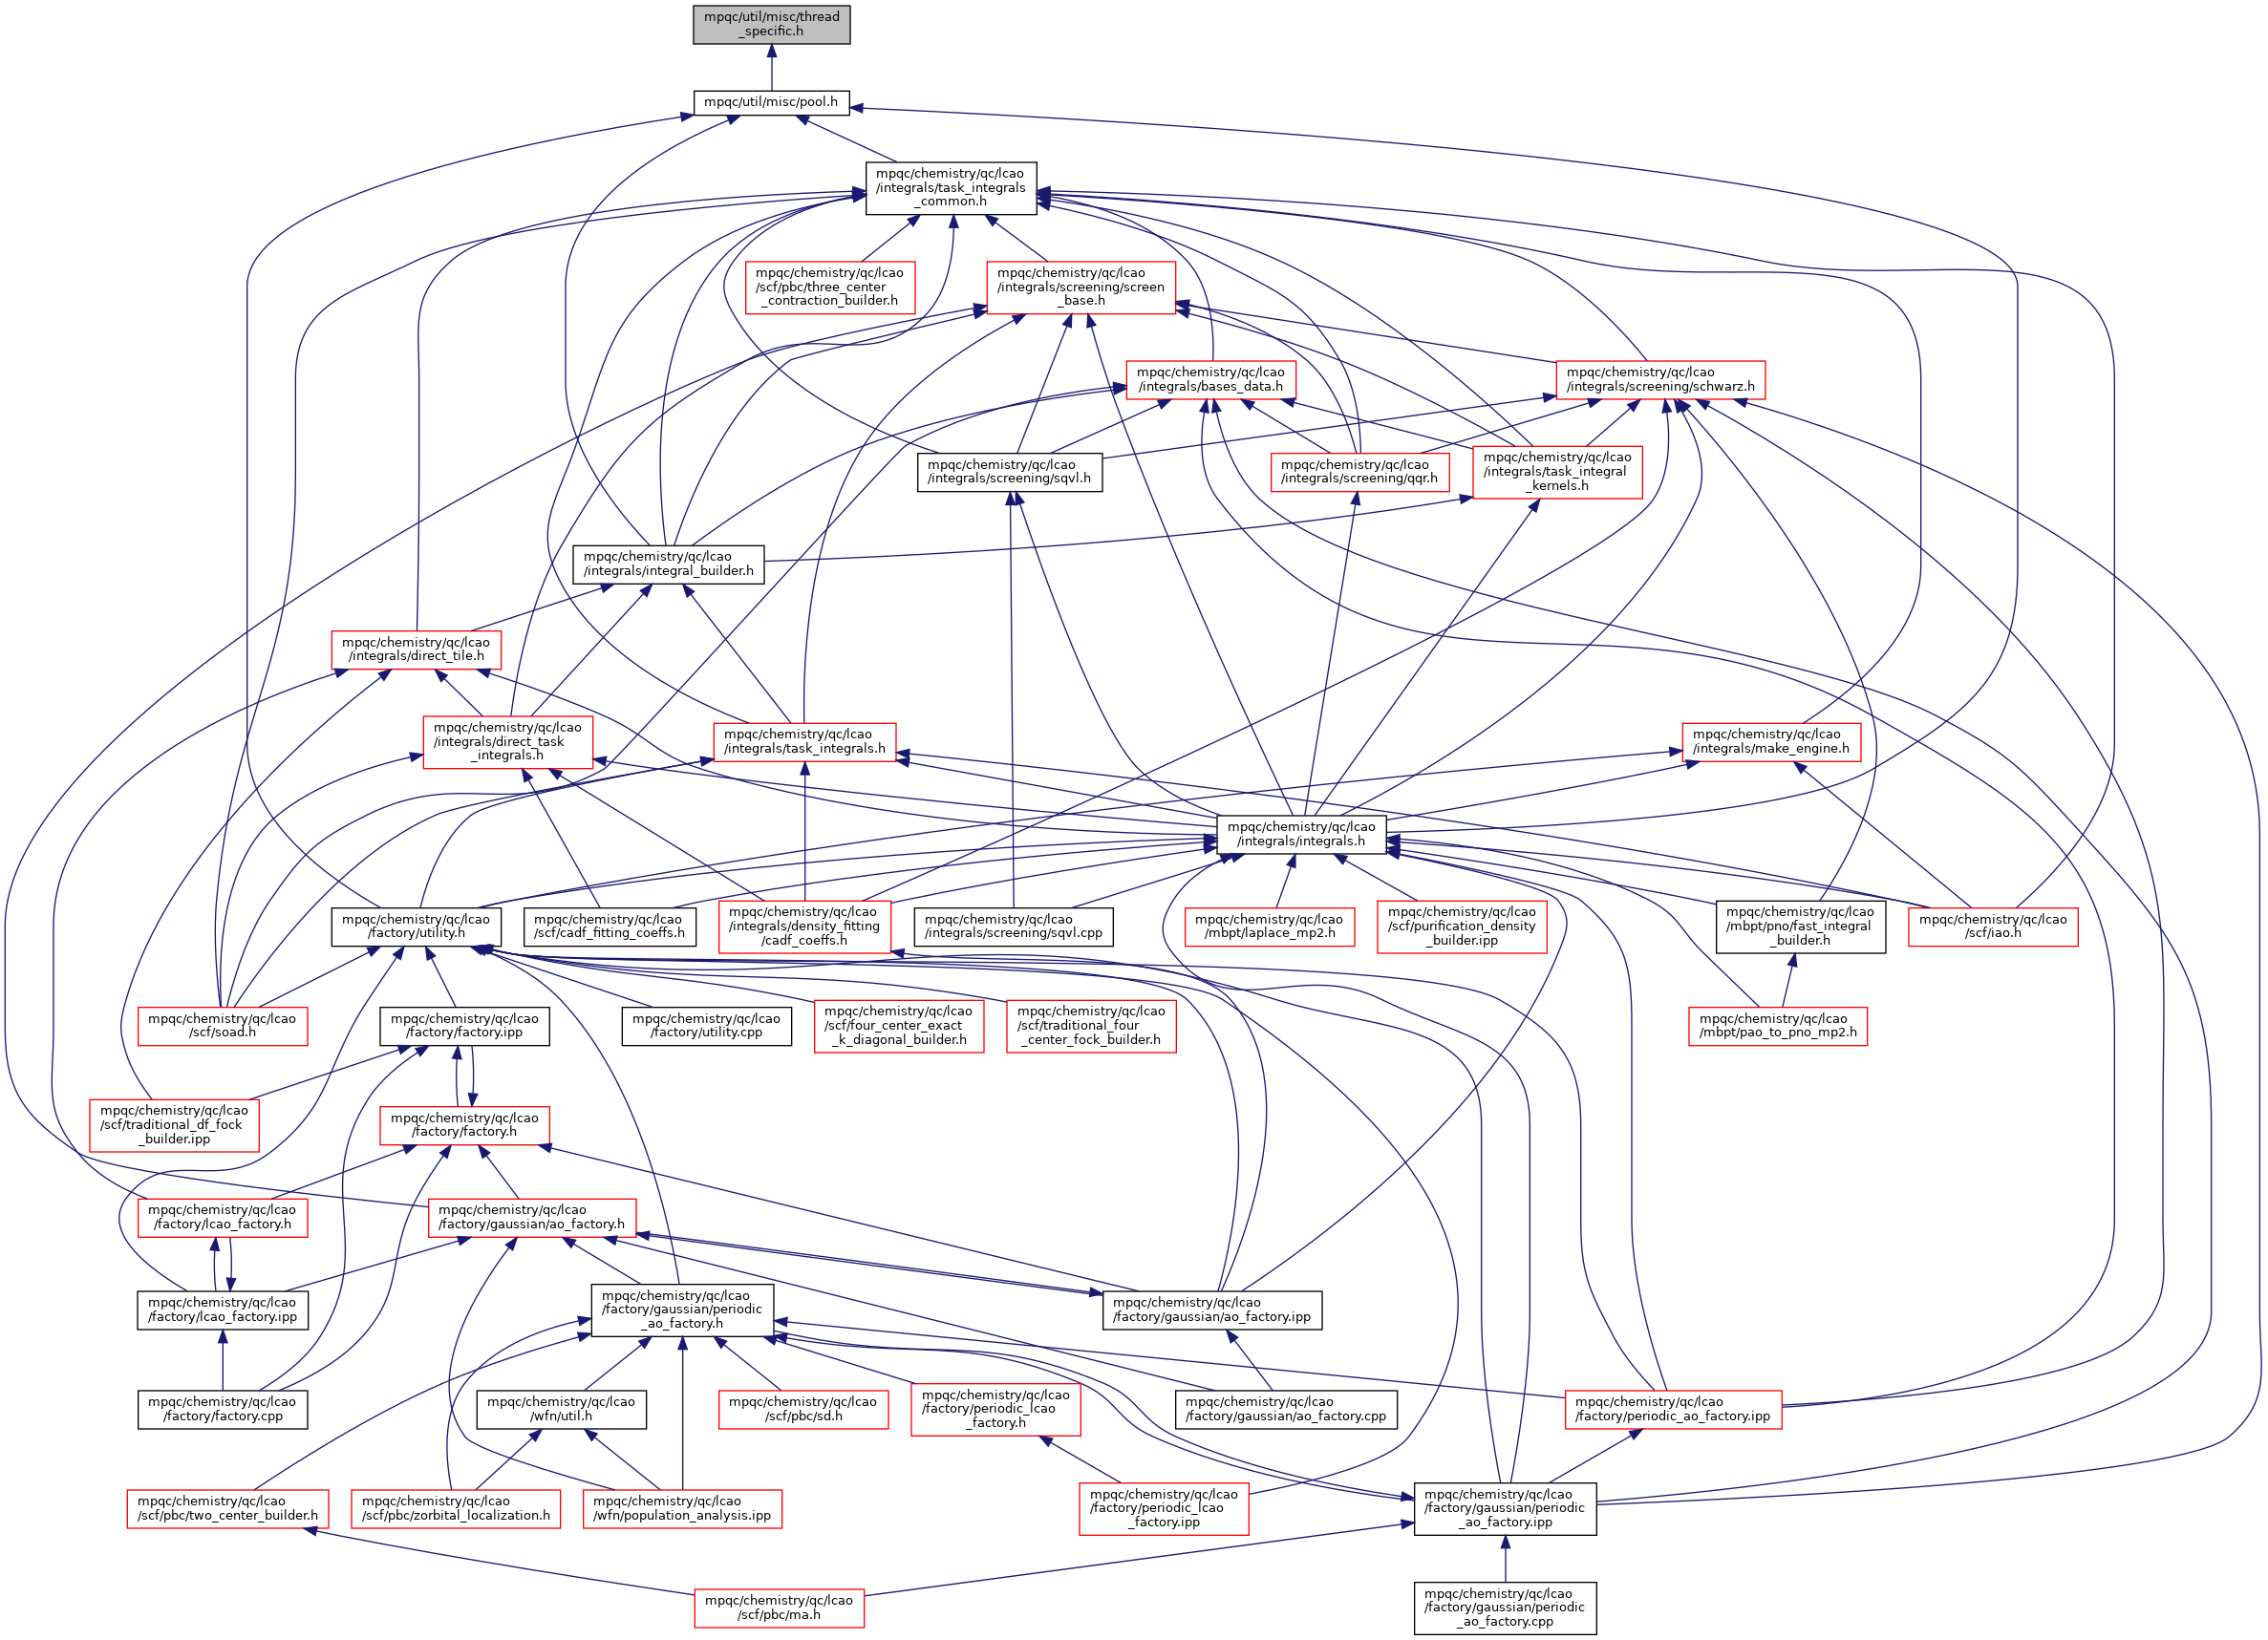 mpqc/util/misc/thread
_specific.h
mpqc/util/misc/pool.h
mpqc/chemistry/qc/lcao
/integrals/task_integrals
_common.h
mpqc/chemistry/qc/lcao
/scf/pbc/three_center
_contraction_builder.h
mpqc/chemistry/qc/lcao
/integrals/screening/screen
_base.h
mpqc/chemistry/qc/lcao
/integrals/bases_data.h
mpqc/chemistry/qc/lcao
/integrals/screening/schwarz.h
mpqc/chemistry/qc/lcao
/integrals/screening/sqvl.h
mpqc/chemistry/qc/lcao
/integrals/screening/qqr.h
mpqc/chemistry/qc/lcao
/integrals/task_integral
_kernels.h
mpqc/chemistry/qc/lcao
/integrals/integral_builder.h
mpqc/chemistry/qc/lcao
/integrals/direct_tile.h
mpqc/chemistry/qc/lcao
/integrals/direct_task
_integrals.h
mpqc/chemistry/qc/lcao
/integrals/task_integrals.h
mpqc/chemistry/qc/lcao
/integrals/make_engine.h
mpqc/chemistry/qc/lcao
/integrals/integrals.h
mpqc/chemistry/qc/lcao
/factory/utility.h
mpqc/chemistry/qc/lcao
/scf/cadf_fitting_coeffs.h
mpqc/chemistry/qc/lcao
/integrals/density_fitting
/cadf_coeffs.h
mpqc/chemistry/qc/lcao
/integrals/screening/sqvl.cpp
mpqc/chemistry/qc/lcao
/mbpt/laplace_mp2.h
mpqc/chemistry/qc/lcao
/scf/purification_density
_builder.ipp
mpqc/chemistry/qc/lcao
/mbpt/pno/fast_integral
_builder.h
mpqc/chemistry/qc/lcao
/scf/iao.h
mpqc/chemistry/qc/lcao
/scf/soad.h
mpqc/chemistry/qc/lcao
/factory/factory.ipp
mpqc/chemistry/qc/lcao
/factory/utility.cpp
mpqc/chemistry/qc/lcao
/scf/four_center_exact
_k_diagonal_builder.h
mpqc/chemistry/qc/lcao
/scf/traditional_four
_center_fock_builder.h
mpqc/chemistry/qc/lcao
/mbpt/pao_to_pno_mp2.h
mpqc/chemistry/qc/lcao
/scf/traditional_df_fock
_builder.ipp
mpqc/chemistry/qc/lcao
/factory/factory.h
mpqc/chemistry/qc/lcao
/factory/lcao_factory.h
mpqc/chemistry/qc/lcao
/factory/gaussian/ao_factory.h
mpqc/chemistry/qc/lcao
/factory/lcao_factory.ipp
mpqc/chemistry/qc/lcao
/factory/gaussian/periodic
_ao_factory.h
mpqc/chemistry/qc/lcao
/factory/gaussian/ao_factory.ipp
mpqc/chemistry/qc/lcao
/factory/factory.cpp
mpqc/chemistry/qc/lcao
/wfn/util.h
mpqc/chemistry/qc/lcao
/scf/pbc/sd.h
mpqc/chemistry/qc/lcao
/factory/periodic_lcao
_factory.h
mpqc/chemistry/qc/lcao
/factory/gaussian/ao_factory.cpp
mpqc/chemistry/qc/lcao
/factory/periodic_ao_factory.ipp
mpqc/chemistry/qc/lcao
/scf/pbc/two_center_builder.h
mpqc/chemistry/qc/lcao
/scf/pbc/zorbital_localization.h
mpqc/chemistry/qc/lcao
/wfn/population_analysis.ipp
mpqc/chemistry/qc/lcao
/factory/periodic_lcao
_factory.ipp
mpqc/chemistry/qc/lcao
/factory/gaussian/periodic
_ao_factory.ipp
mpqc/chemistry/qc/lcao
/scf/pbc/ma.h
mpqc/chemistry/qc/lcao
/factory/gaussian/periodic
_ao_factory.cpp